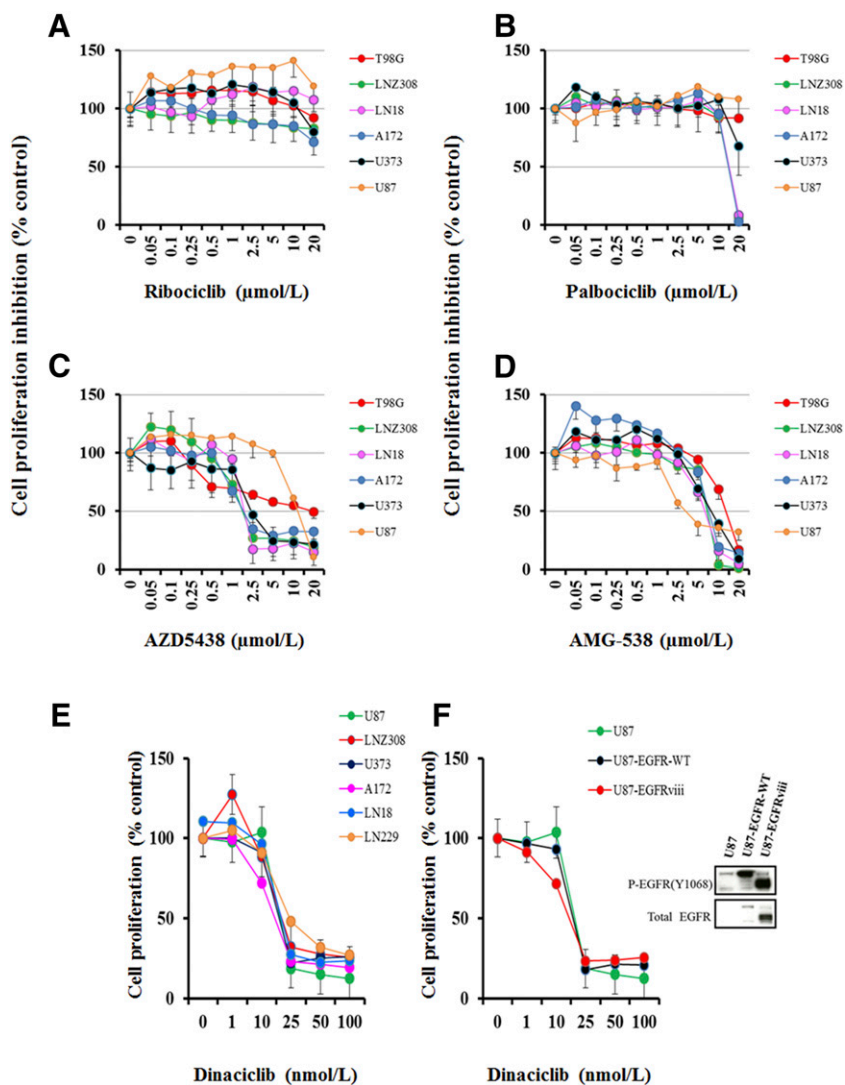 A
B
Cell proliferation inhibition (% control)
150
100
50
0
0
0.05
0.1
0.25
0.5
1
2.5
5
10
20
Ribociclib (µmol/L)
T98G
LNZ308
LN18
A172
U373
U87
Cell proliferation inhibition (% control)
150
100
50
0
0
0.05
0.1
0.25
0.5
1
2.5
5
10
20
Palbociclib (µmol/L)
T98G
LNZ308
LN18
A172
U373
U87
C
D
150
100
50
0
0
0.05
0.1
0.25
0.5
1
2.5
5
10
20
AZD5438 (µmol/L)
T98G
LNZ308
LN18
A172
U373
U87
150
100
50
0
0
0.05
0.1
0.25
0.5
1
2.5
5
10
20
AMG-538 (µmol/L)
T98G
LNZ308
LN18
A172
U373
U87
E
F
Cell proliferation (% control)
150
100
50
0
0 1 10 25 50 100
Dinaciclib (nmol/L)
U87
LNZ308
U373
A172
LN18
LN229
Cell proliferation (% control)
150
100
50
0
0 1 10 25 50 100
Dinaciclib (nmol/L)
U87
U87-EGFR-WT
U87-EGFRviii
U87
U87-EGFR-WT
U87-EGFRviii
P-EGFR(Y1068)
Total EGFR